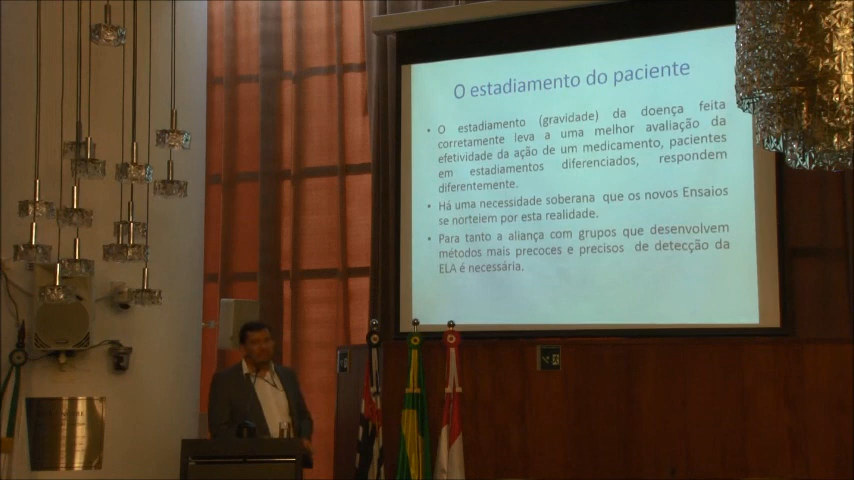 O estadiamento do paciente
• O estadiamento (gravidade) da doença feita
corretamente leva a uma melhor avaliação da
efetividade da ação de um medicamento, pacientes
em estadiamentos diferenciados, respondem
diferentemente.
• Há uma necessidade soberana que os novos Ensaios
se norteiem por esta realidade.
• Para tanto a aliança com grupos que desenvolvem
métodos mais precoces e precisos de detecção da
ELA é necessária.